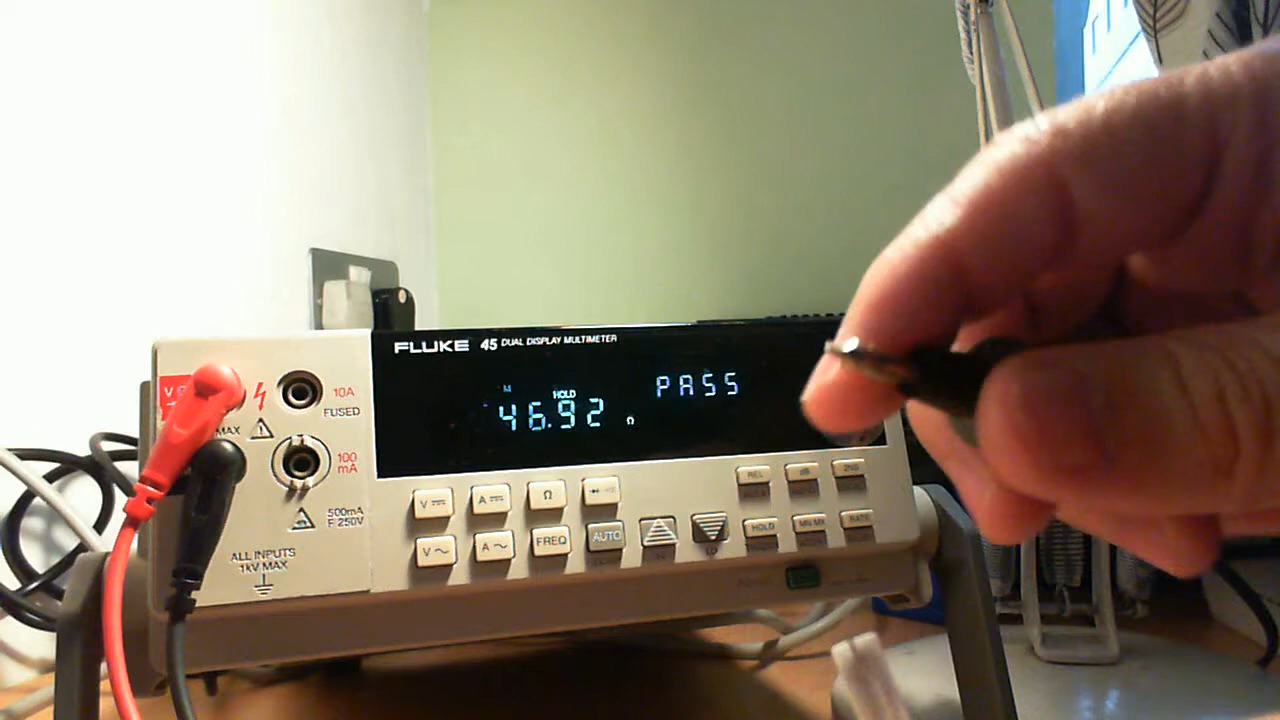 FLUKE 45 DUAL DISPLAY MULTIMETER
HOLD
PASS
46.92 Ω
V
10A
FUSED
MAX
100
mA
500mA
F 250V
ALL INPUTS
1kV MAX
V
A
Ω
REL
dB
2ND
V ~
A ~
FREQ
AUTO
HOLD
MN MX
RATE
LO